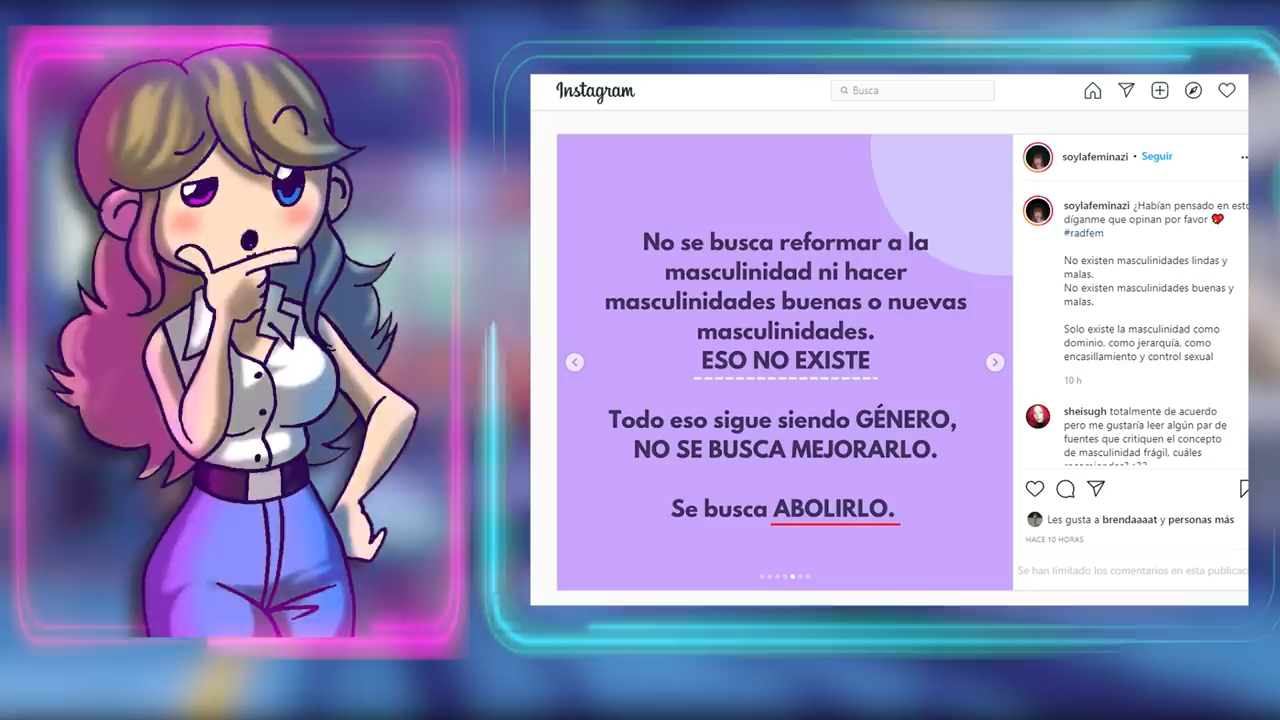 Instagram
Busca
No se busca reformar a la
masculinidad ni hacer
masculinidades buenas o nuevas
masculinidades.
ESO NO EXISTE
Todo eso sigue siendo GÉNERO,
NO SE BUSCA MEJORARLO.
Se busca ABOLIRLO.
soylafeminazi • Seguir
soylafeminazi ¿Habían pensado en esto
díganme que opinan por favor
#radfem
No existen masculinidades lindas y
malas.
No existen masculinidades buenas y
malas.
Solo existe la masculinidad como
dominio, como jerarquía, como
encasillamiento y control sexual
10 h
sheisugh totalmente de acuerdo
pero me gustaría leer algún par de
fuentes que critiquen el concepto
de masculinidad frágil, cuáles
Les gusta a brendaaaat y personas más
HACE 10 HORAS
Se han limitado los comentarios en esta publicac